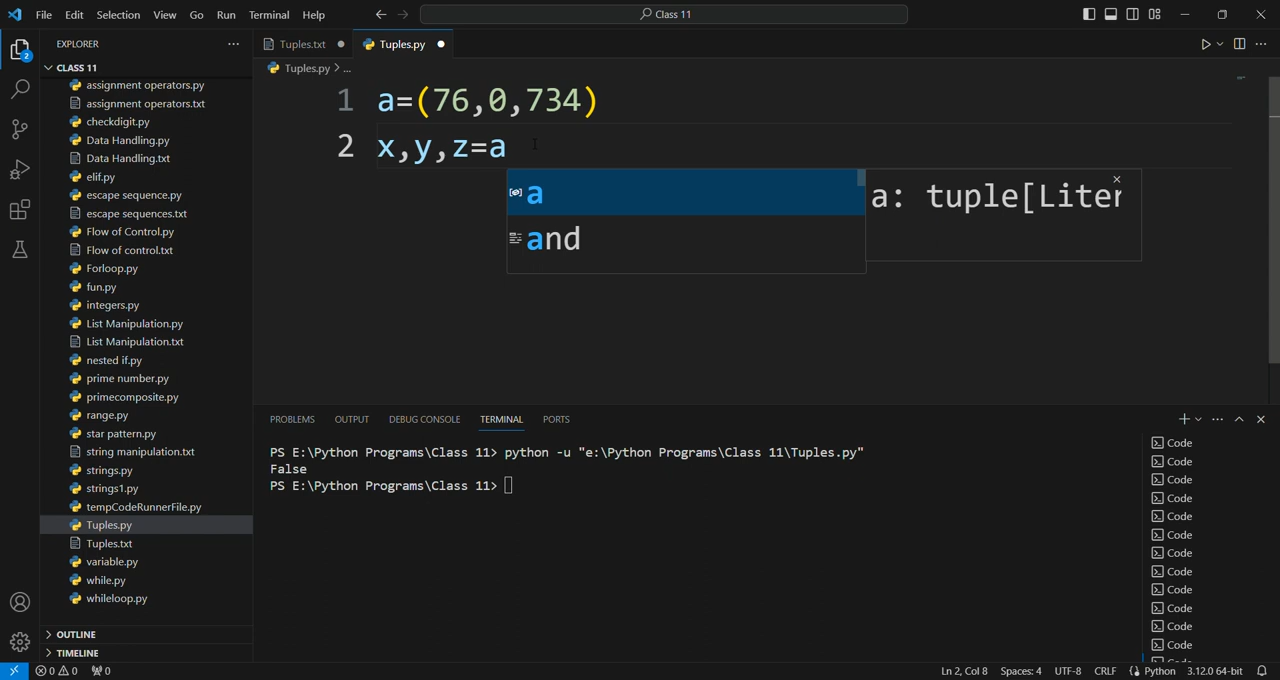 File Edit Selection View Go Run Terminal Help
Class 11
EXPLORER
Tuples.txt
Tuples.py
2
CLASS 11
Tuples.py > ...
assignment operators.py
assignment operators.txt
checkdigit.py
Data Handling.py
Data Handling.txt
elif.py
escape sequence.py
escape sequences.txt
Flow of Control.py
Flow of control.txt
Forloop.py
fun.py
integers.py
List Manipulation.py
List Manipulation.txt
nested if.py
prime number.py
primecomposite.py
range.py
star pattern.py
string manipulation.txt
strings.py
strings1.py
tempCodeRunnerFile.py
Tuples.py
Tuples.txt
variable.py
while.py
whileloop.py
OUTLINE
TIMELINE
1 a=(76,0,734)
2 x,y,z=a
a
and
a: tuple[Liter
PROBLEMS OUTPUT DEBUG CONSOLE TERMINAL PORTS
PS E:\Python Programs\Class 11> python -u "e:\Python Programs\Class 11\Tuples.py"
False
PS E:\Python Programs\Class 11>
Code
Code
Code
Code
Code
Code
Code
Code
Code
Code
Code
Code
0 0 0
Ln 2, Col 8 Spaces: 4 UTF-8 CRLF Python 3.12.0 64-bit